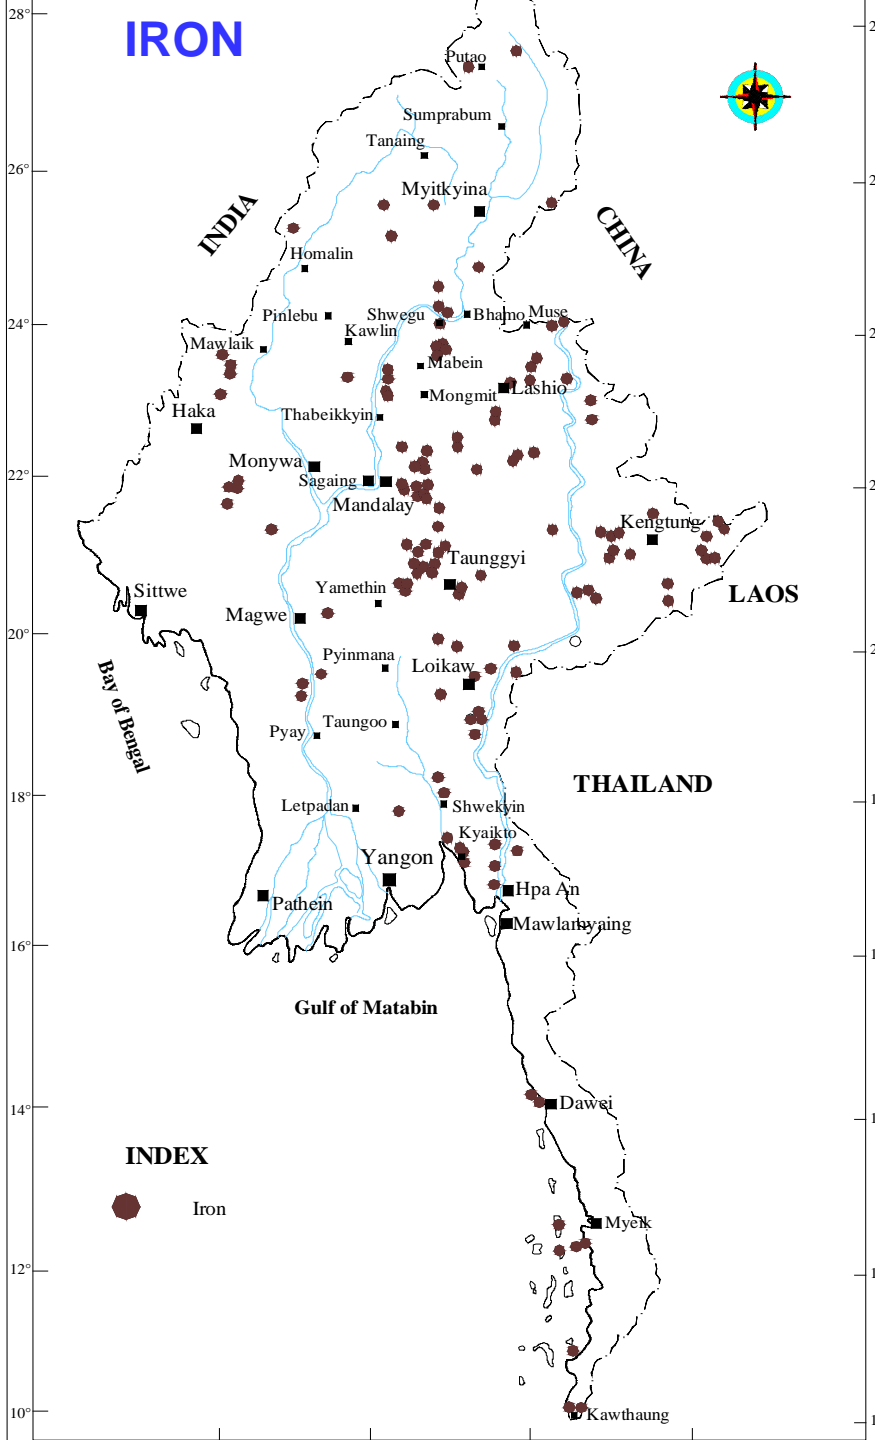 28°
IRON
Putao
Sumprabum
Tanaing
26°
Myitkyina
INDIA
CHINA
Homalin
Pinlebu
Shwegu
Bhamo
Muse
24°
Kawlin
Mawlaik
Mabein
Lashio
Mongmit
Haka
Thabeikkyin
Monywa
22°
Sagaing
Mandalay
Kengtung
Taunggyi
Yamethin
Sittwe
LAOS
Magwe
20°
Pyinmana
Loikaw
Bay of Bengal
Taungoo
Pyay
THAILAND
18°
Letpadan
Shwekyin
Kyaikto
Yangon
Hpa An
Pathein
Mawlamyaing
16°
Gulf of Matabin
14°
Dawei
INDEX
Iron
Myeik
12°
10°
Kawthaung